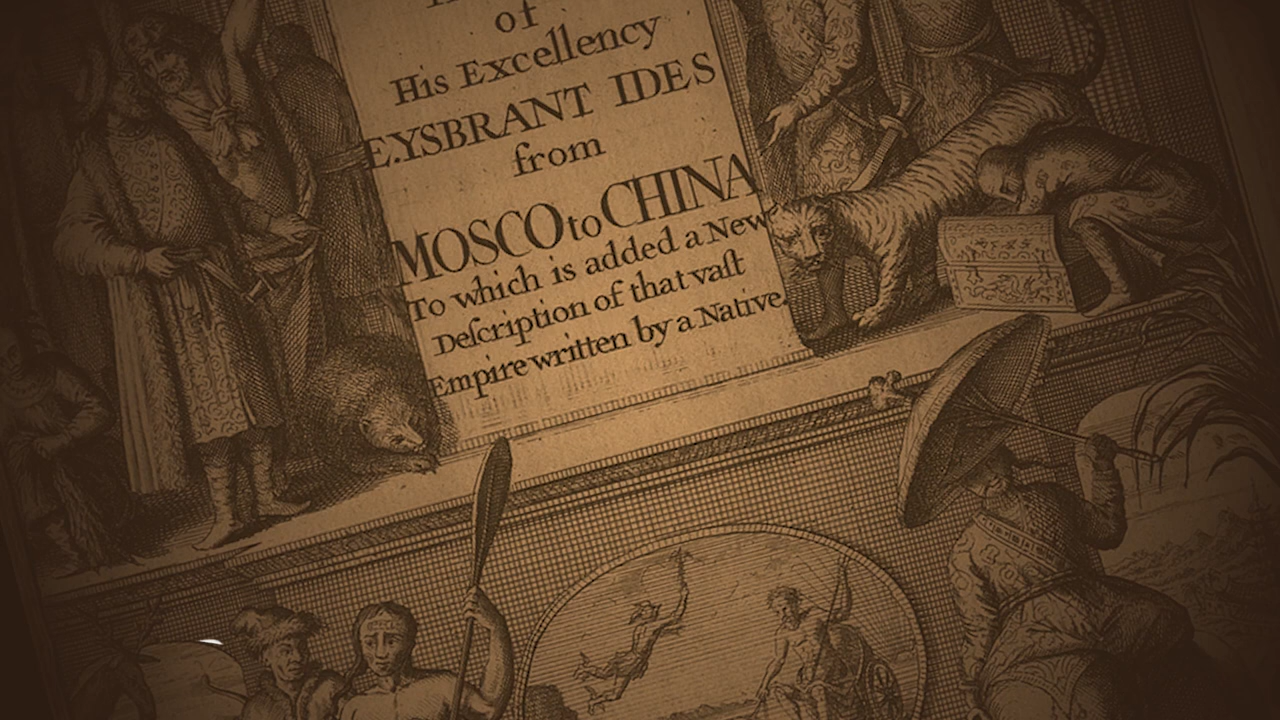 of
His Excellency
E.YSBRANT IDES
from
MOSCO to CHINA
To which is added a New
Deſcription of that vaſt
Empire written by a Native.